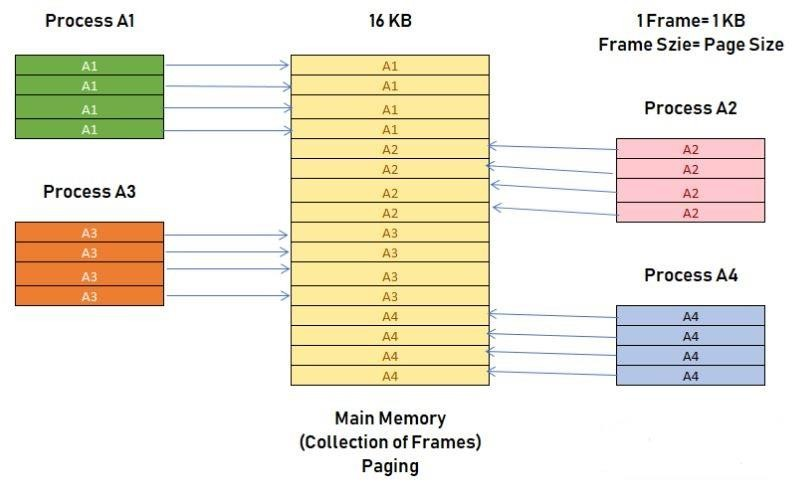 Process A1
16 KB
1 Frame= 1 KB
Frame Szie= Page Size
A1
A1
A1
A1
Process A3
A3
A3
A3
A3
A1
A1
A1
A1
A2
A2
A2
A2
A3
A3
A3
A3
A4
A4
A4
A4
Main Memory
(Collection of Frames)
Paging
Process A2
A2
A2
A2
A2
Process A4
A4
A4
A4
A4